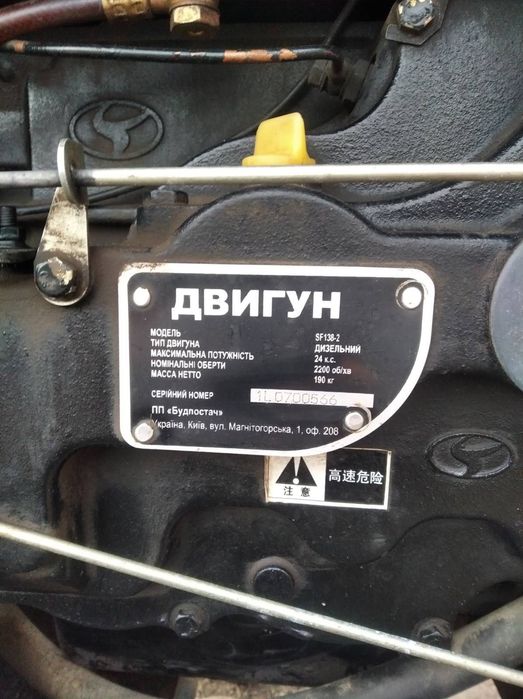 ДВИГУН
МОДЕЛЬ SF138-2
ТИП ДВИГУНА ДИЗЕЛЬНИЙ
МАКСИМАЛЬНА ПОТУЖНІСТЬ 24 к.с.
НОМІНАЛЬНІ ОБЕРТИ 2200 об/хв
МАССА НЕТТО 190 кг
СЕРІЙНИЙ НОМЕР 1L0700566
ПП «Будпостач»
Україна, Київ, вул. Магнітогорська, 1, оф. 208
注意 高速危险